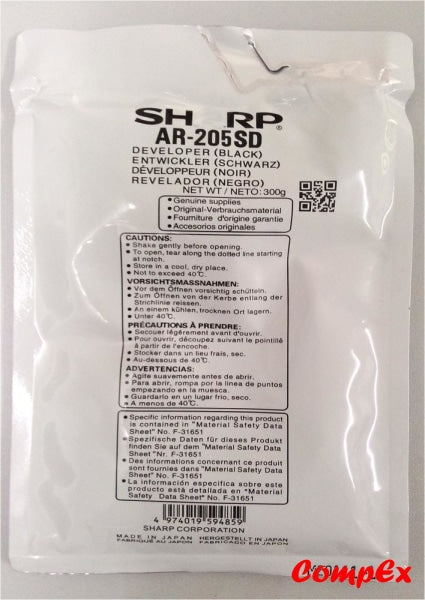 SH RP®
AR-205SD
DEVELOPER (BLACK)
ENTWICKLER (SCHWARZ)
DÉVELOPPEUR (NOIR)
REVELADOR (NEGRO)
NET WT / NETO: 300g
• Genuine supplies
• Original-Verbrauchsmaterial
• Fourniture d'origine garantie
• Accesorios originales
CAUTIONS:
• Shake gently before opening.
• To open, tear along the dotted line starting
at notch.
• Store in a cool, dry place.
• Not to exceed 40℃.
VORSICHTSMASSNAHMEN:
• Vor dem Öffnen vorsichtig schütteln.
• Zum Öffnen von der Kerbe entlang der
Strichlinie reissen.
• An einem kühlen, trocknen Ort lagern.
• Unter 40℃.
PRÉCAUTIONS À PRENDRE:
• Secouer légèrement avant d'ouvrir.
• Pour ouvrir, découpez suivant le pointillé
à partir de l'encoche.
• Stocker dans un lieu frais, sec.
• Au-dessous de 40℃.
ADVERTENCIAS:
• Agite suavemente antes de abrir.
• Para abrir, rompa por la linea de puntos
empezando en la muesca.
• Guardarlo en un lugar frio, seco.
• A menos de 40℃.
• Specific information regarding this product
is contained in "Material Safety Data
Sheet" No. F-31651
• Spezifische Daten für dieses Produkt
finden Sie auf dem "Material Safety Data
Sheet" Nr. F-31651
• Des informations concernant ce produit
sont fournies dans "Material Safety Data
Sheet" No. F-31651
• La información especifica sobre este
producto está detallada en "Material
Safety Data Sheet" No. F-31651
4 974019 594859
SHARP CORPORATION
MADE IN JAPAN HERGESTELLT IN JAPAN
FABRIQUÉ AU JAPON FABRICADO EN JAPÓN
CompEx